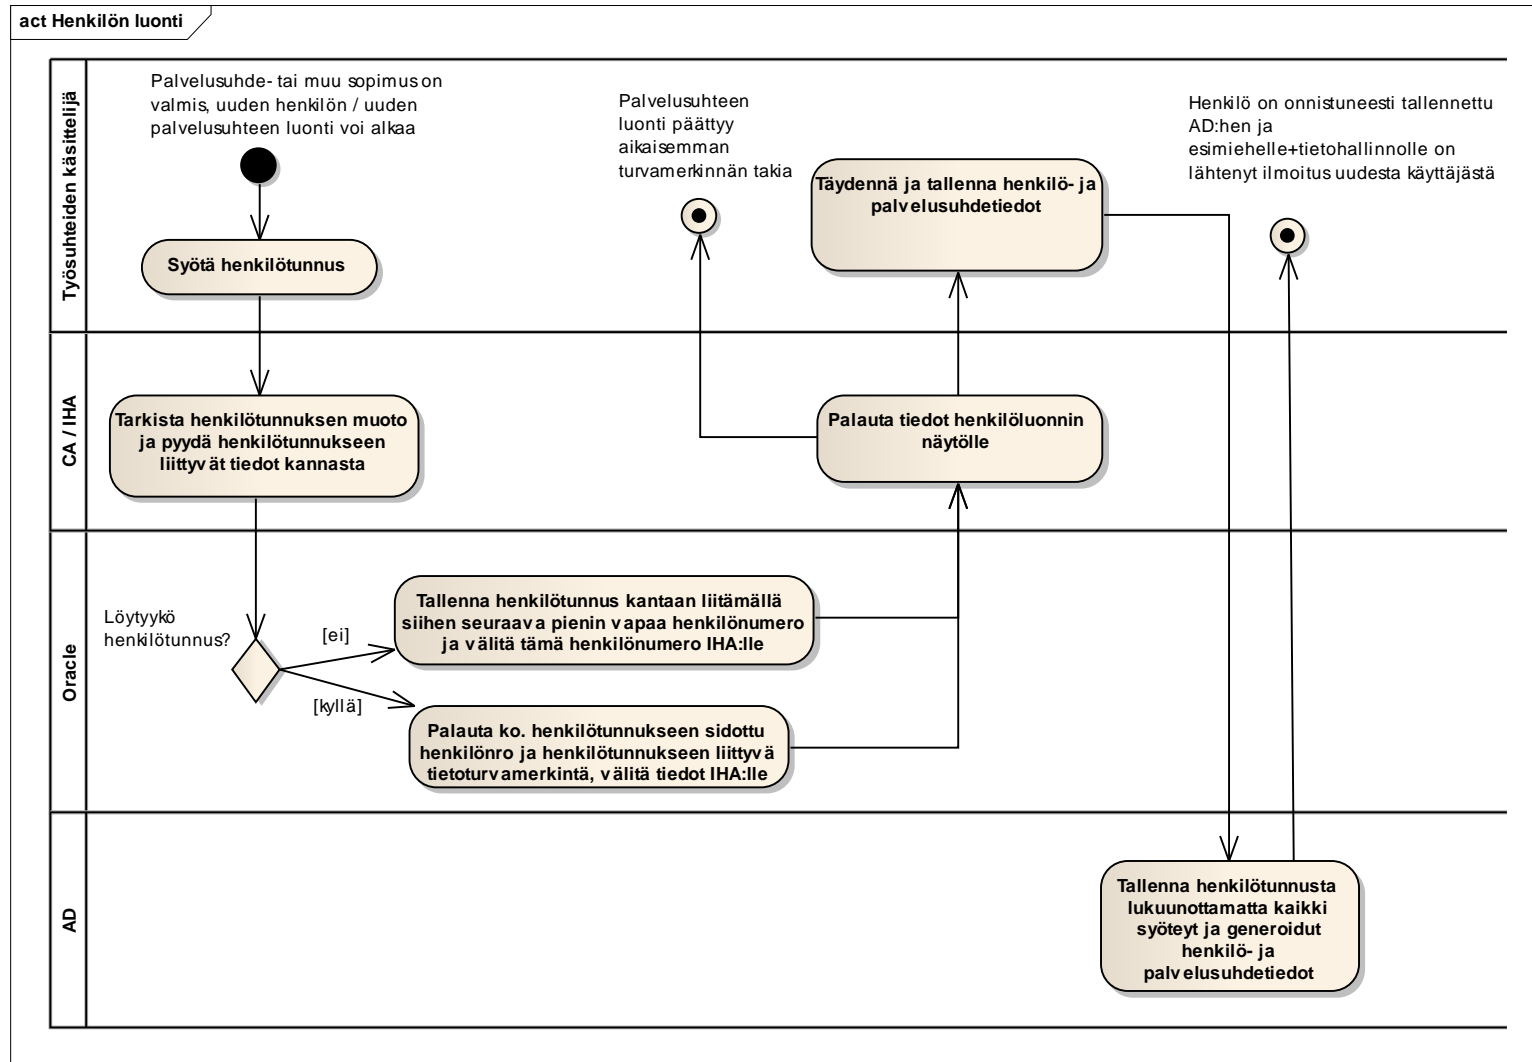 act Henkilön luonti
Työsuhteiden käsittelijä
Palvelusuhde- tai muu sopimus on
valmis, uuden henkilön / uuden
palvelusuhteen luonti voi alkaa
Syötä henkilötunnus
Palvelusuhteen
luonti päättyy
aikaisemman
turvamerkinnän takia
Täydennä ja tallenna henkilö- ja
palvelusuhdetiedot
Henkilö on onnistuneesti tallennettu
AD:hen ja
esimiehelle+tietohallinnolle on
lähtenyt ilmoitus uudesta käyttäjästä
CA / IHA
Tarkista henkilötunnuksen muoto
ja pyydä henkilötunnukseen
liittyvät tiedot kannasta
Palauta tiedot henkilöluonnin
näytölle
Oracle
Löytyykö
henkilötunnus?
[ei]
[kyllä]
Tallenna henkilötunnus kantaan liitämällä
siihen seuraava pienin vapaa henkilönumero
ja välitä tämä henkilönumero IHA:lle
Palauta ko. henkilötunnukseen sidottu
henkilönro ja henkilötunnukseen liittyvä
tietoturvamerkintä, välitä tiedot IHA:lle
AD
Tallenna henkilötunnusta
lukuunottamatta kaikki
syöteyt ja generoidut
henkilö- ja
palvelusuhdetiedot